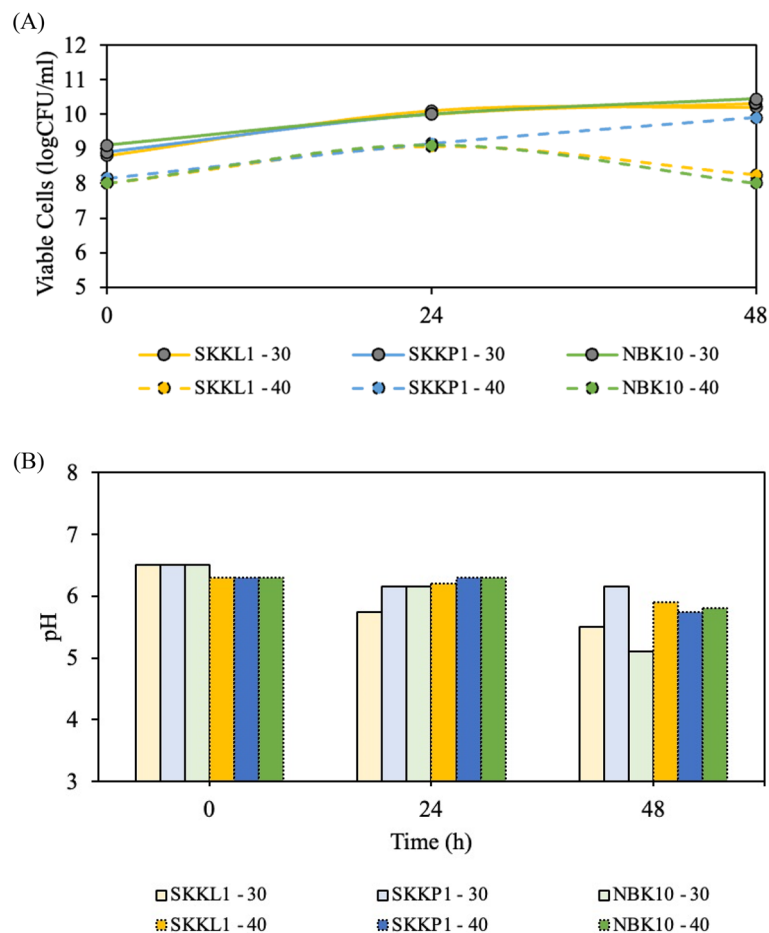 (A)
12
11
10
9
8
7
6
5
Viable Cells (logCFU/ml)
0 24 48
SKKL1 - 30 SKKP1 - 30 NBK10 - 30
SKKL1 - 40 SKKP1 - 40 NBK10 - 40
(B)
8
7
6
5
4
3
pH
0 24 48
Time (h)
SKKL1 - 30 SKKP1 - 30 NBK10 - 30
SKKL1 - 40 SKKP1 - 40 NBK10 - 40